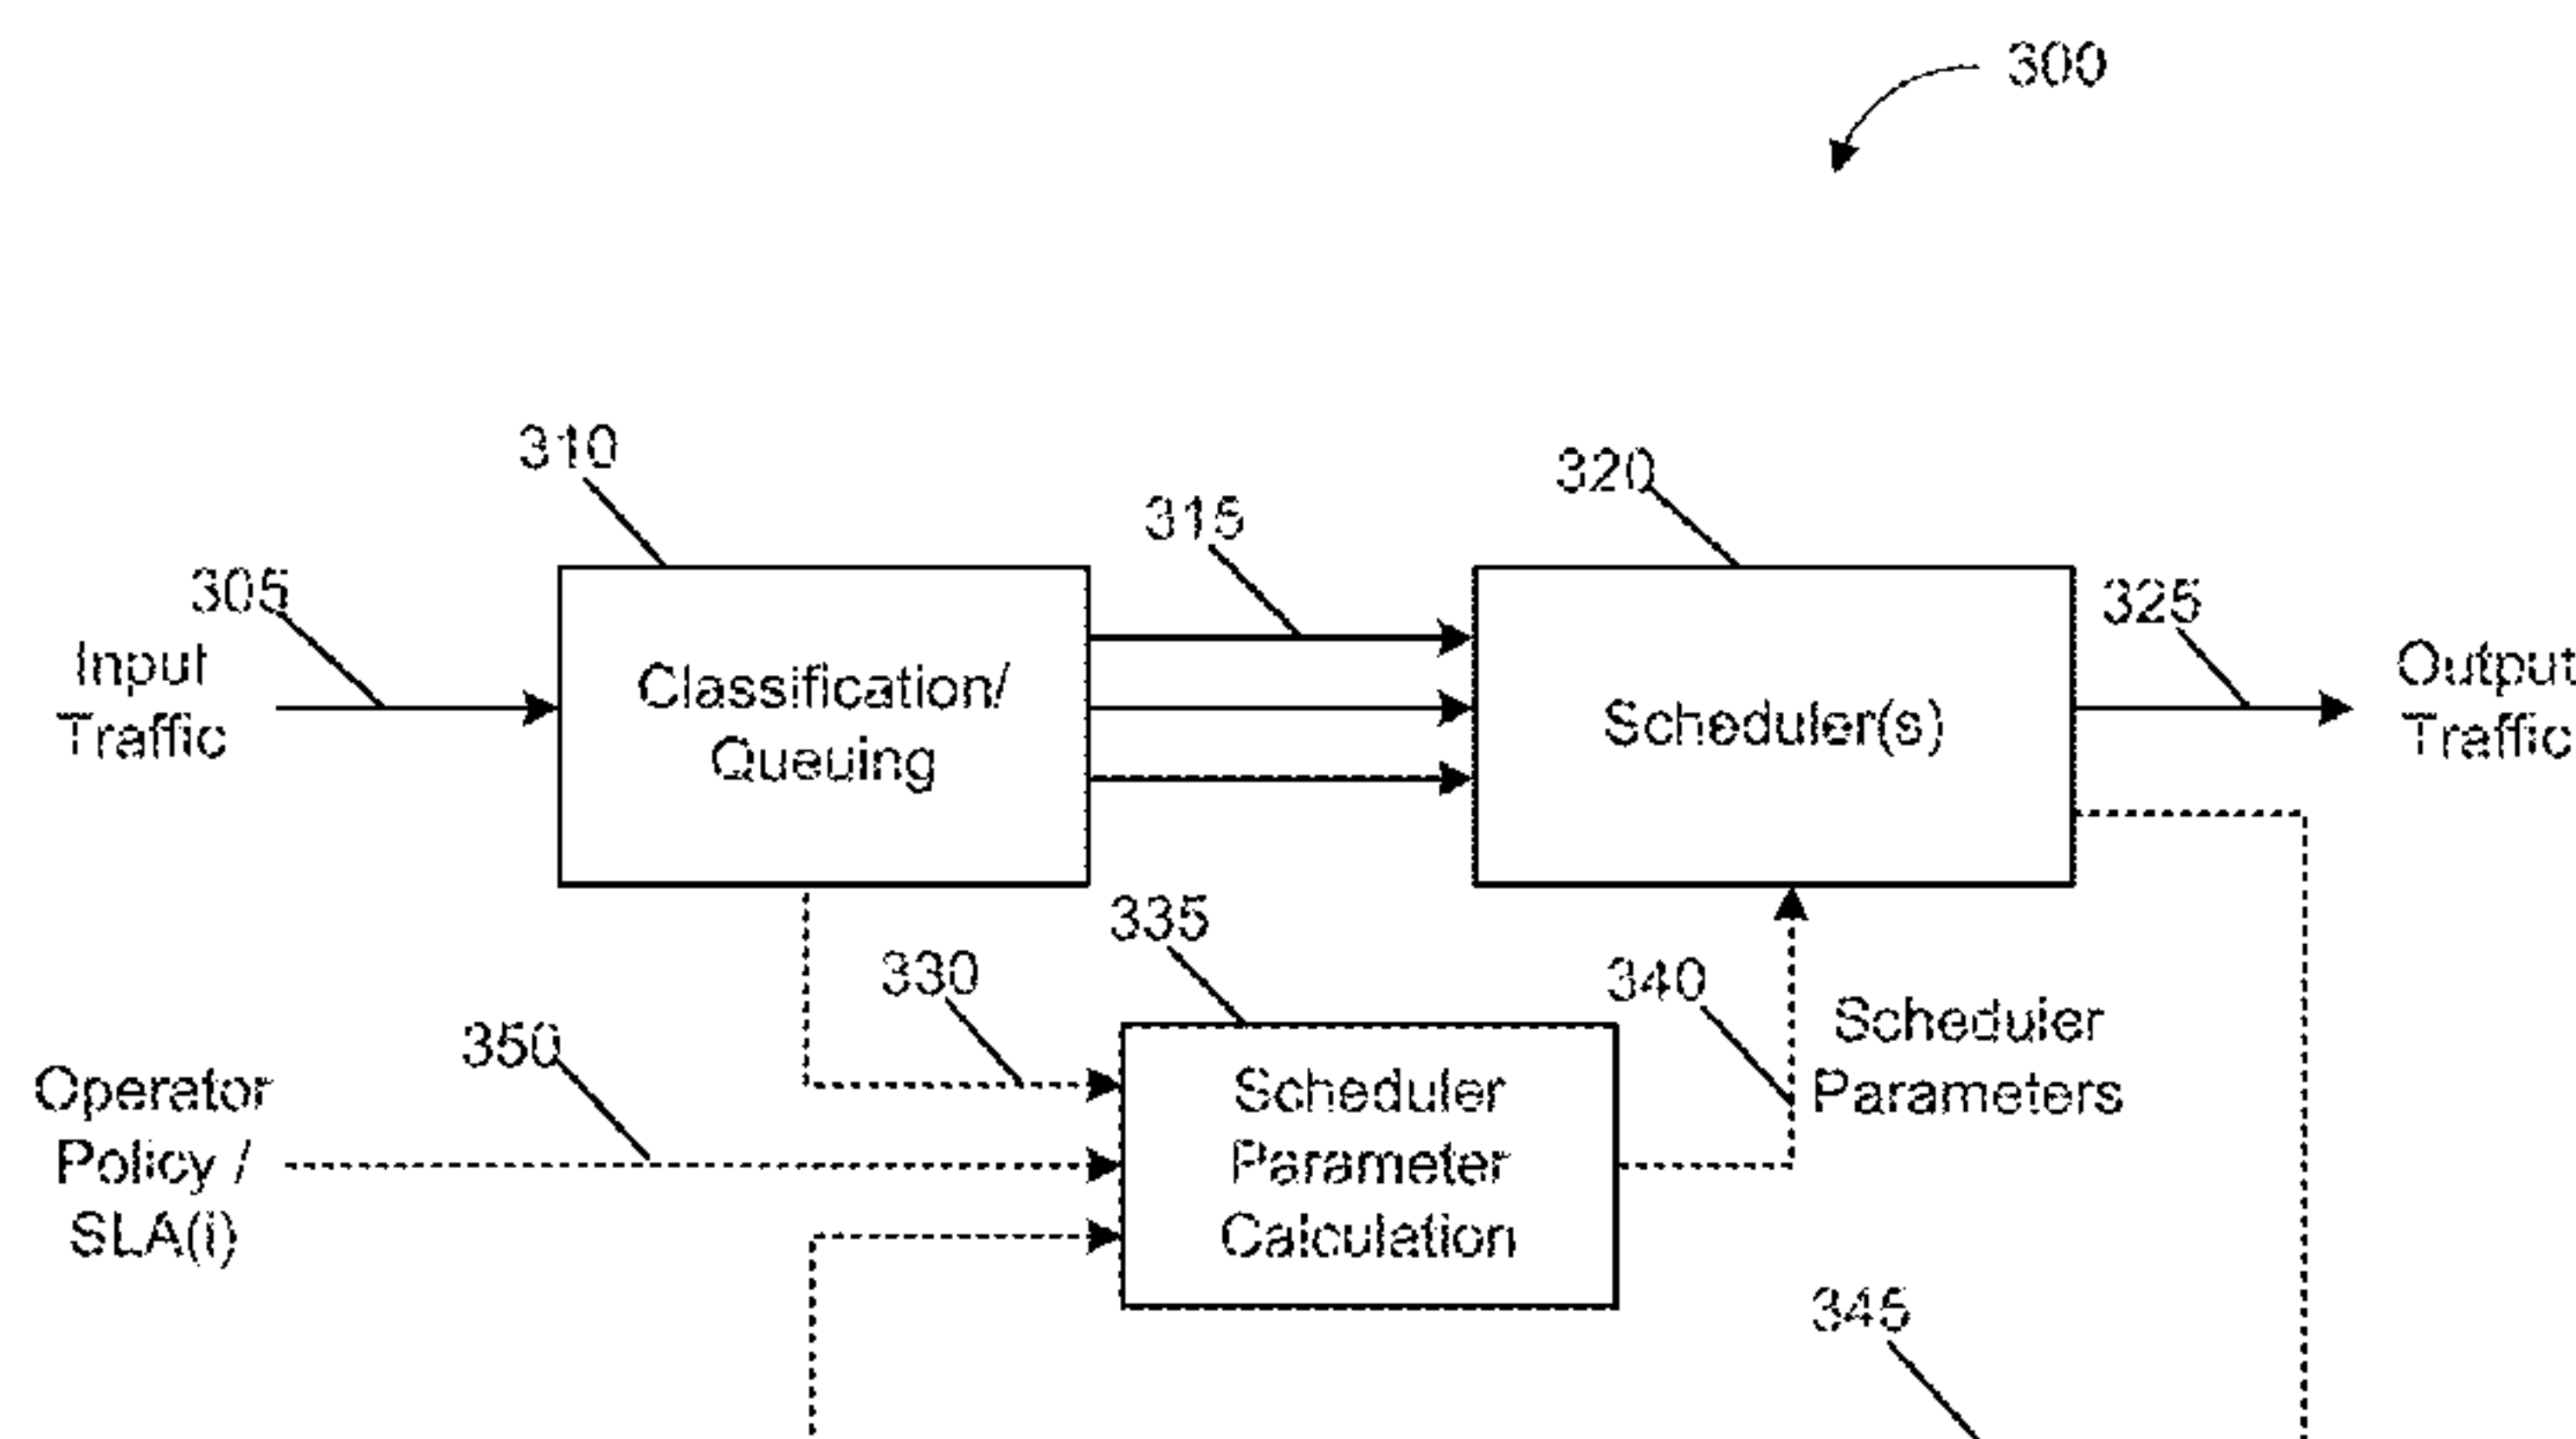 300
310
320
315
305
325
Input
Traffic
Classification/
Queuing
Scheduler(s)
Output
Traffic
335
330
340
350
Scheduler
Parameters
Operator
Policy /
SLA(i)
Scheduler
Parameter
Calculation
345